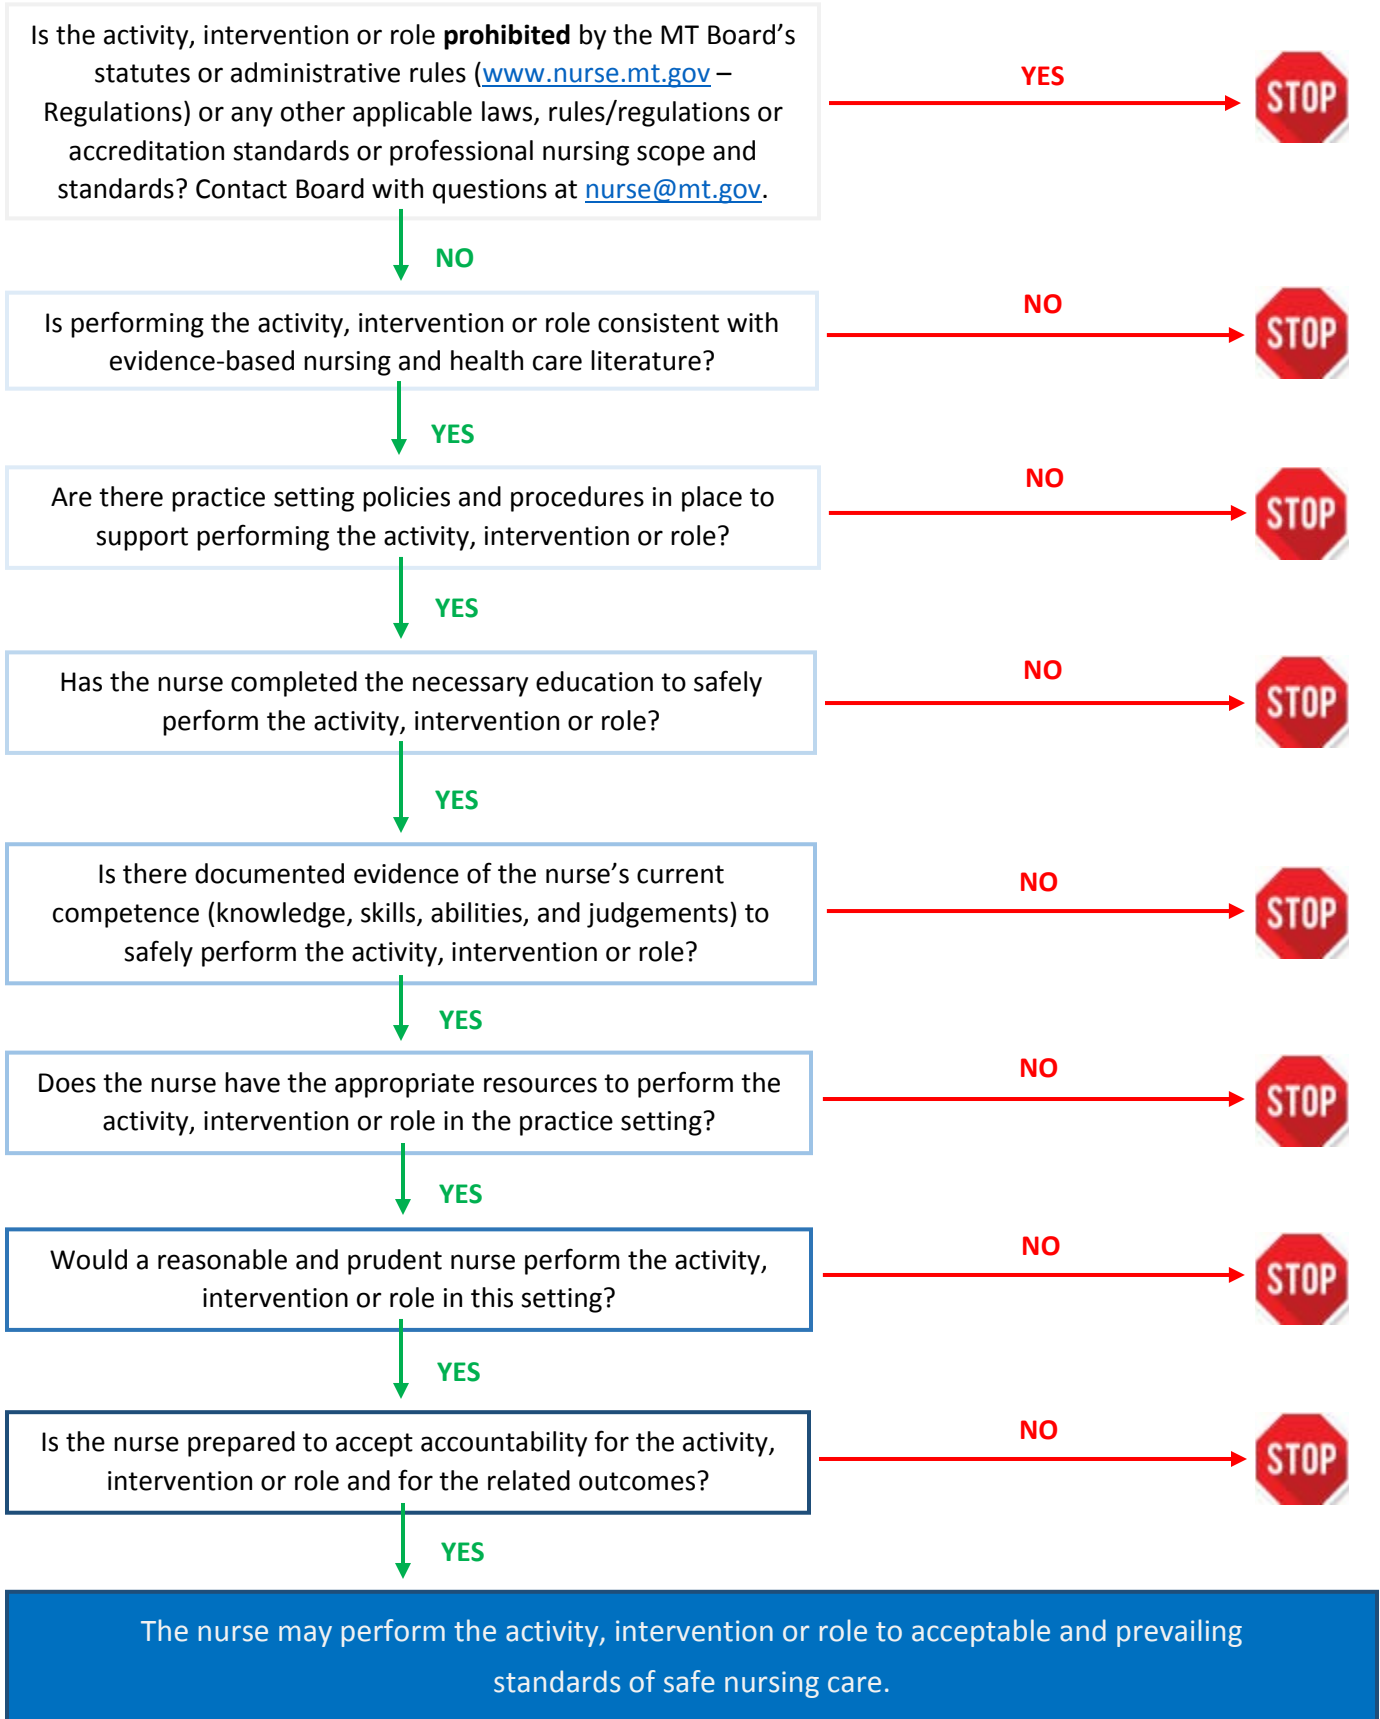 Is the activity, intervention or role prohibited by the MT Board’s
statutes or administrative rules (www.nurse.mt.gov –
Regulations) or any other applicable laws, rules/regulations or
accreditation standards or professional nursing scope and
standards? Contact Board with questions at nurse@mt.gov.
YES
STOP
NO
Is performing the activity, intervention or role consistent with
evidence-based nursing and health care literature?
NO
STOP
YES
Are there practice setting policies and procedures in place to
support performing the activity, intervention or role?
NO
STOP
YES
Has the nurse completed the necessary education to safely
perform the activity, intervention or role?
NO
STOP
YES
Is there documented evidence of the nurse’s current
competence (knowledge, skills, abilities, and judgements) to
safely perform the activity, intervention or role?
NO
STOP
YES
Does the nurse have the appropriate resources to perform the
activity, intervention or role in the practice setting?
NO
STOP
YES
Would a reasonable and prudent nurse perform the activity,
intervention or role in this setting?
NO
STOP
YES
Is the nurse prepared to accept accountability for the activity,
intervention or role and for the related outcomes?
NO
STOP
YES
The nurse may perform the activity, intervention or role to acceptable and prevailing
standards of safe nursing care.